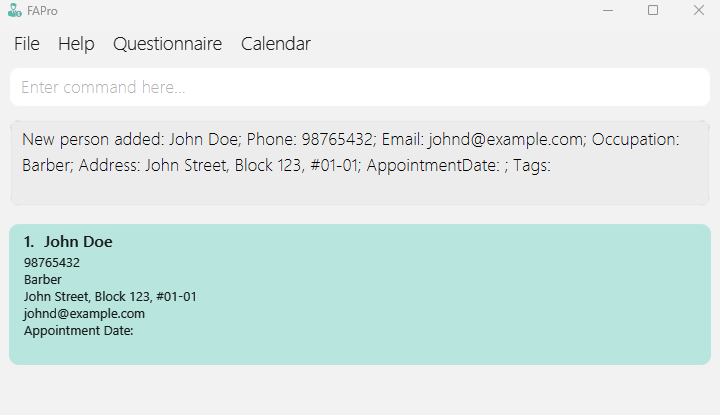 FAPro
File Help Questionnaire Calendar
Enter command here...
New person added: John Doe; Phone: 98765432; Email: johnd@example.com; Occupation:
Barber; Address: John Street, Block 123, #01-01; AppointmentDate: ; Tags:
1. John Doe
98765432
Barber
John Street, Block 123, #01-01
johnd@example.com
Appointment Date: